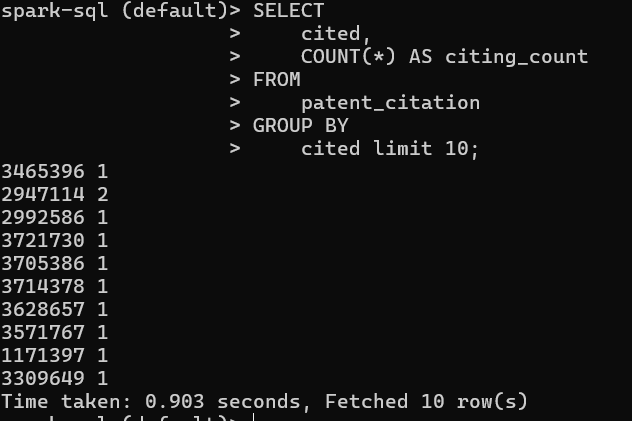 spark-sql (default)> SELECT
> cited,
> COUNT(*) AS citing_count
> FROM
> patent_citation
> GROUP BY
> cited limit 10;
3465396 1
2947114 2
2992586 1
3721730 1
3705386 1
3714378 1
3628657 1
3571767 1
1171397 1
3309649 1
Time taken: 0.903 seconds, Fetched 10 row(s)